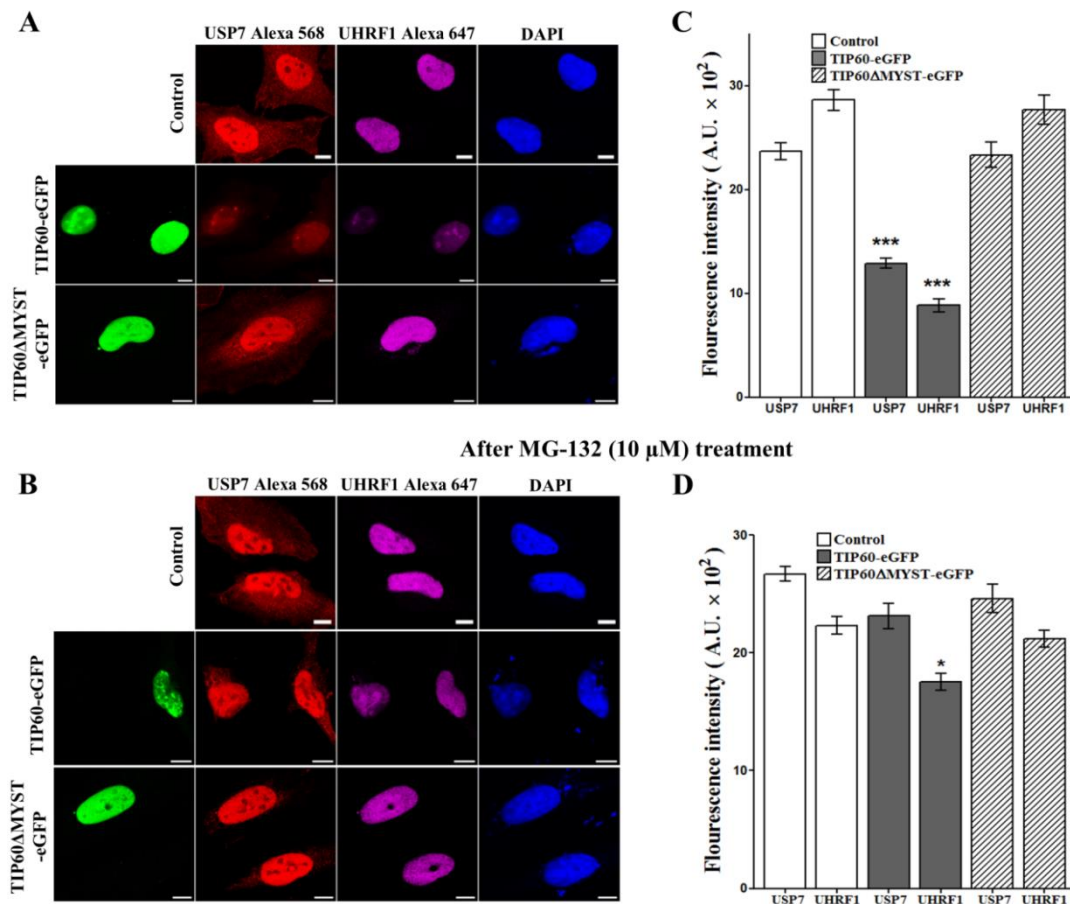 A
USP7 Alexa 568 UHRF1 Alexa 647 DAPI
Control
TIP60-eGFP
TIP60ΔMYST
-eGFP
C
Control
TIP60-eGFP
TIP60ΔMYST-eGFP
Flourescence intensity ( A.U. × 10²)
30
20
10
0
***
***
USP7 UHRF1 USP7 UHRF1 USP7 UHRF1
After MG-132 (10 μM) treatment
B
USP7 Alexa 568 UHRF1 Alexa 647 DAPI
Control
TIP60-eGFP
TIP60ΔMYST
-eGFP
D
Control
TIP60-eGFP
TIP60ΔMYST-eGFP
Flourescence intensity ( A.U. × 10²)
30
20
10
0
*
USP7 UHRF1 USP7 UHRF1 USP7 UHRF1